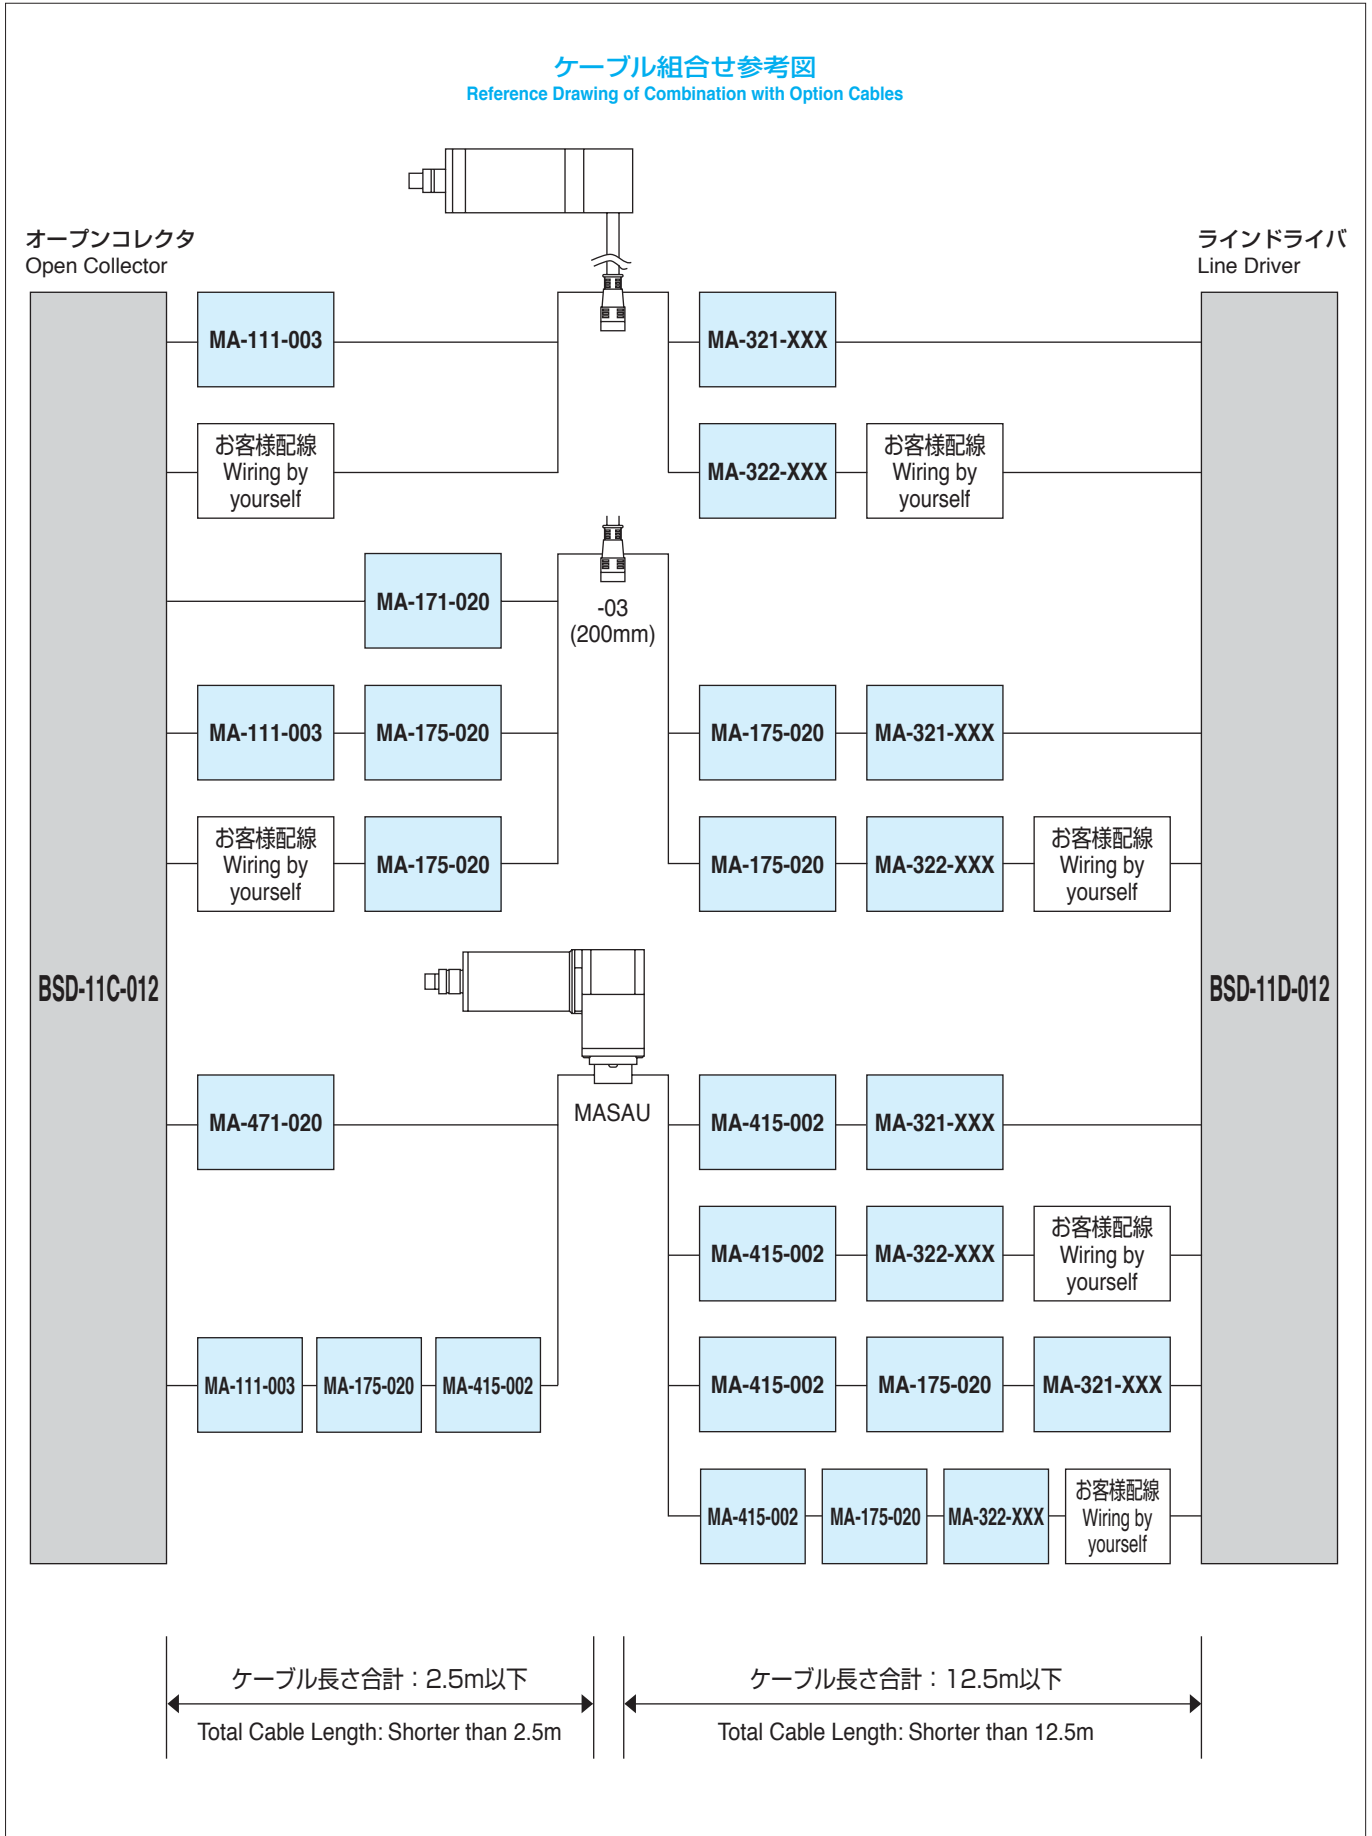 ケーブル組合せ参考図
Reference Drawing of Combination with Option Cables
オープンコレクタ
Open Collector
ラインドライバ
Line Driver
MA-111-003
MA-321-XXX
お客様配線
Wiring by
yourself
MA-322-XXX
お客様配線
Wiring by
yourself
MA-171-020
-03
(200mm)
MA-111-003
MA-175-020
MA-175-020
MA-321-XXX
お客様配線
Wiring by
yourself
MA-175-020
MA-175-020
MA-322-XXX
お客様配線
Wiring by
yourself
BSD-11C-012
BSD-11D-012
MA-471-020
MASAU
MA-415-002
MA-321-XXX
MA-415-002
MA-322-XXX
お客様配線
Wiring by
yourself
MA-111-003
MA-175-020
MA-415-002
MA-415-002
MA-175-020
MA-321-XXX
MA-415-002
MA-175-020
MA-322-XXX
お客様配線
Wiring by
yourself
ケーブル長さ合計：2.5m以下
Total Cable Length: Shorter than 2.5m
ケーブル長さ合計：12.5m以下
Total Cable Length: Shorter than 12.5m